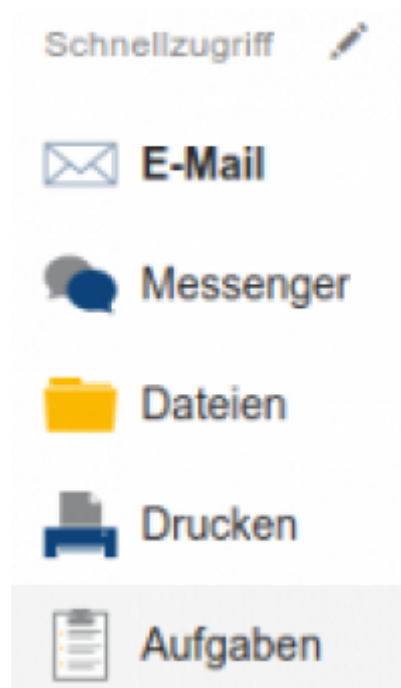 Schnellzugriff
E-Mail
Messenger
Dateien
Drucken
Aufgaben